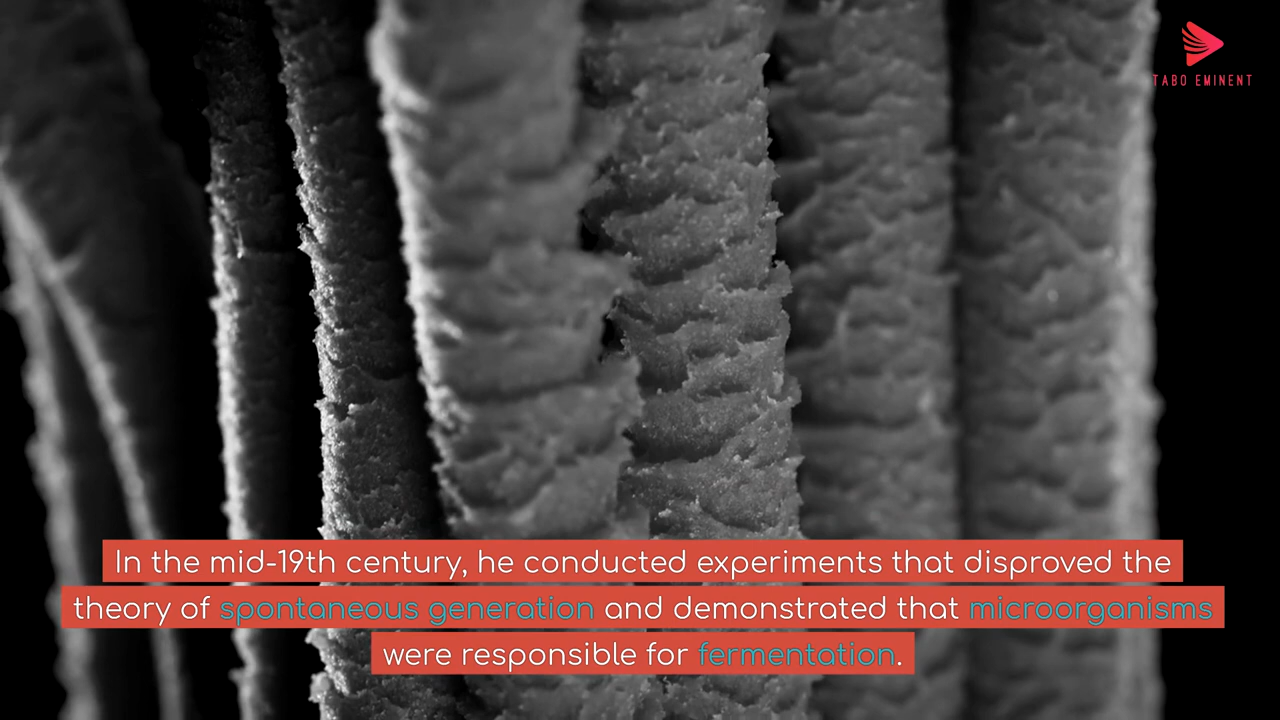 TABO EMINENT
In the mid-19th century, he conducted experiments that disproved the
theory of spontaneous generation and demonstrated that microorganisms
were responsible for fermentation.